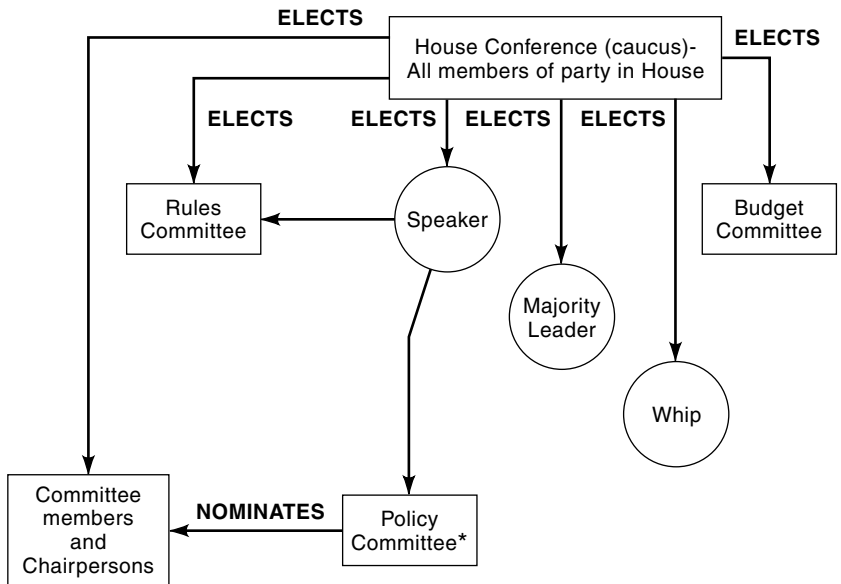 ELECTS
House Conference (caucus)-
All members of party in House
ELECTS
ELECTS
ELECTS
ELECTS
ELECTS
Rules
Committee
Speaker
Budget
Committee
Majority
Leader
Whip
Committee
members
and
Chairpersons
NOMINATES
Policy
Committee*